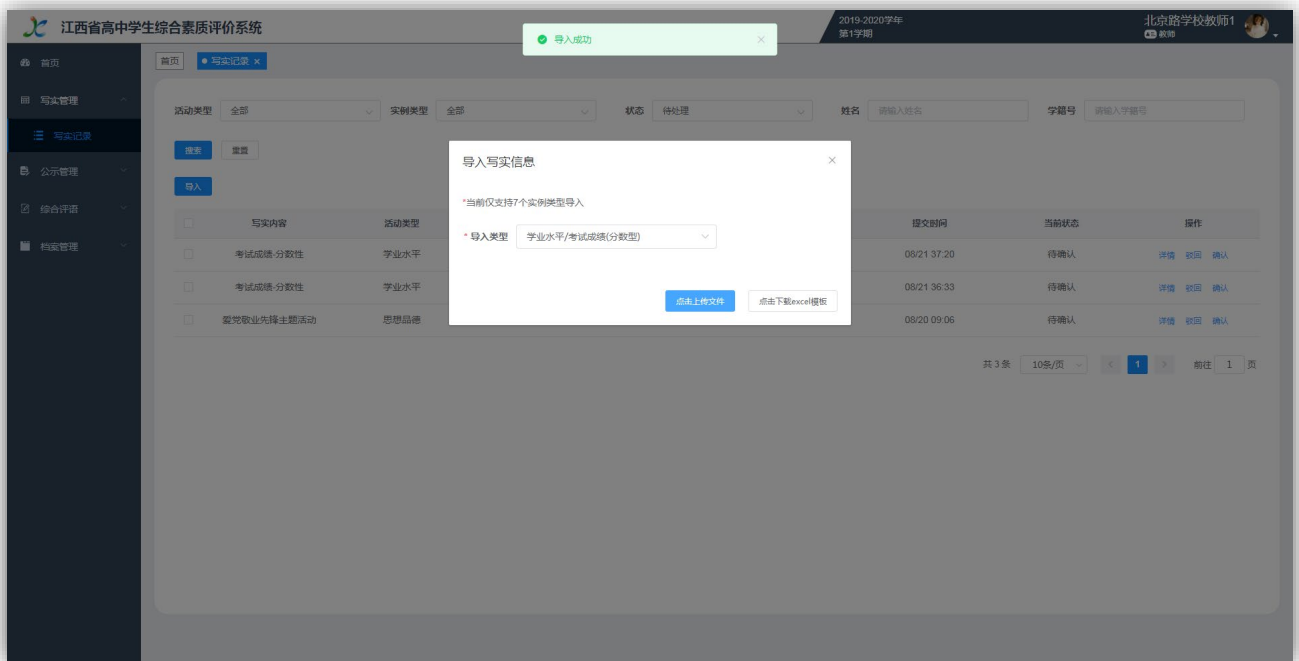 江西省高中学生综合素质评价系统
导入成功
2019-2020学年
第1学期
北京路学校教师1
教师
首页
写实管理
写实记录
公示管理
综合评语
档案管理
首页 写实记录 ×
活动类型 全部 实例类型 全部 状态 待处理 姓名 请输入姓名 学籍号 请输入学籍号
搜索 重置
导入
导入写实信息
*当前仅支持7个实例类型导入
* 导入类型 学业水平/考试成绩(分数型)
点击上传文件 点击下载excel模板
写实内容 活动类型 提交时间 当前状态 操作
考试成绩-分数性 学业水平 08/21 37:20 待确认 详情 驳回 确认
考试成绩-分数性 学业水平 08/21 36:33 待确认 详情 驳回 确认
爱党敬业先锋主题活动 思想品德 08/20 09:06 待确认 详情 驳回 确认
共 3 条 10条/页 < 1 > 前往 1 页